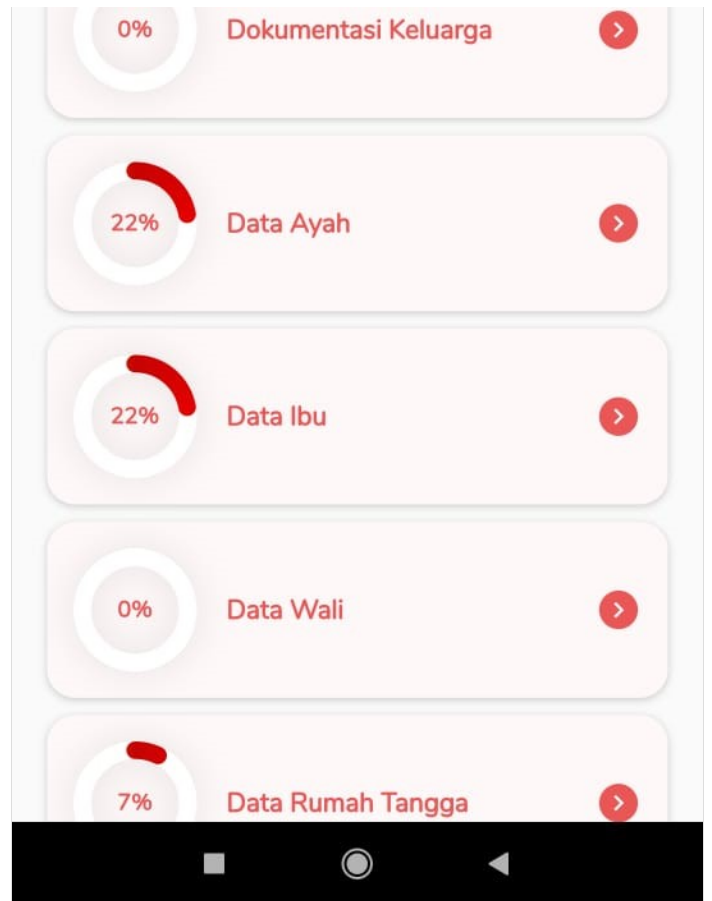 0% Dokumentasi Keluarga
22% Data Ayah
22% Data Ibu
0% Data Wali
7% Data Rumah Tangga